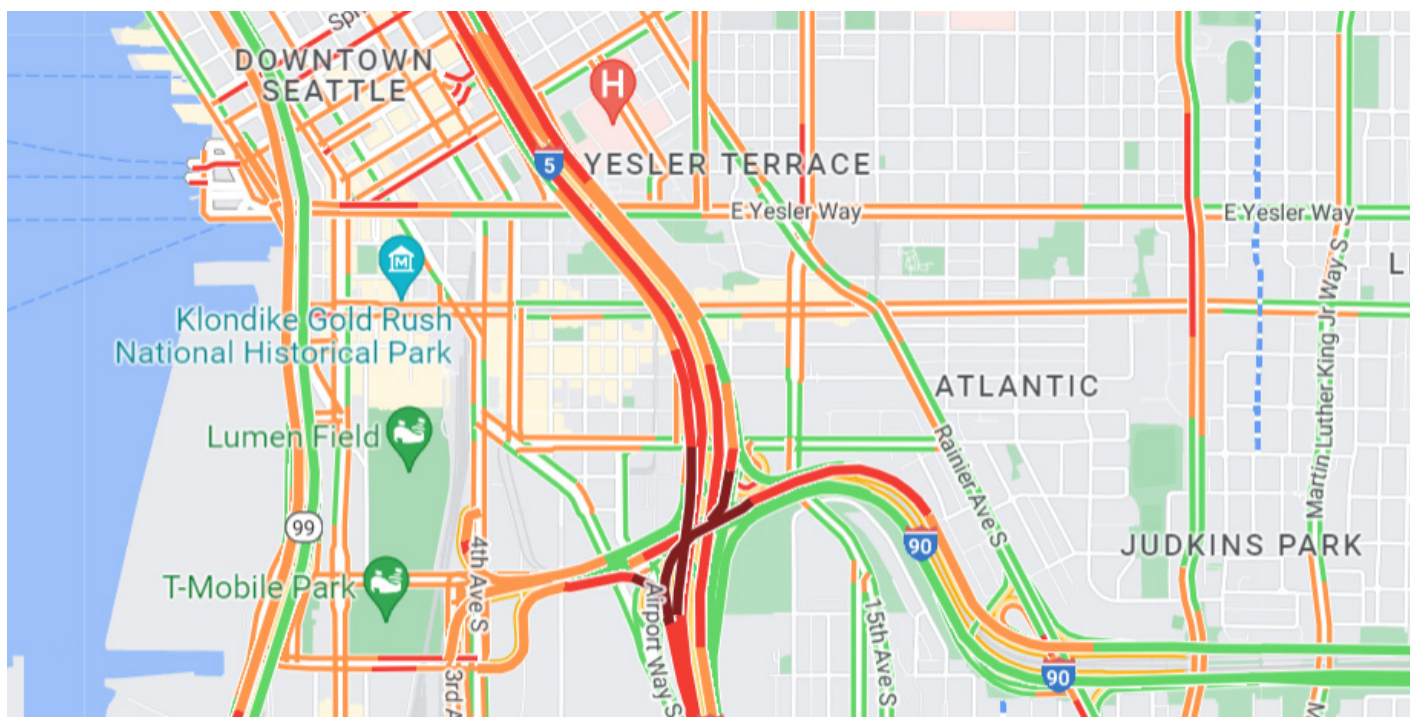 DOWNTOWN
SEATTLE
H
5
YESLER TERRACE
E Yesler Way
E Yesler Way
M
Klondike Gold Rush
National Historical Park
ATLANTIC
Lumen Field
Rainier Ave S
Martin Luther King Jr Way S
99
90
JUDKINS PARK
4th Ave S
T-Mobile Park
Airport Way S
15th Ave S
90
3rd A